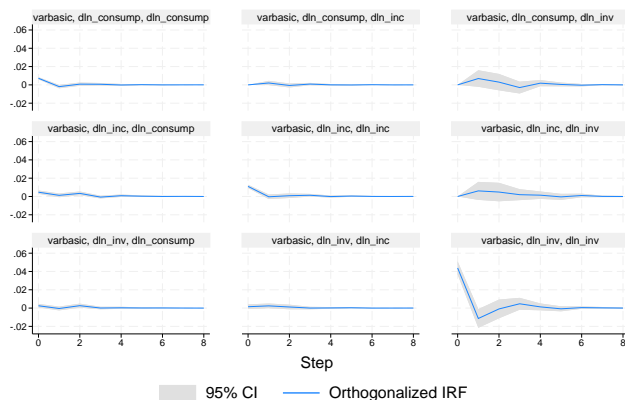 varbasic, dln_consump, dln_consump
varbasic, dln_consump, dln_inc
varbasic, dln_consump, dln_inv
.06
.04
.02
0
-.02
varbasic, dln_inc, dln_consump
varbasic, dln_inc, dln_inc
varbasic, dln_inc, dln_inv
.06
.04
.02
0
-.02
varbasic, dln_inv, dln_consump
varbasic, dln_inv, dln_inc
varbasic, dln_inv, dln_inv
.06
.04
.02
0
-.02
0 2 4 6 8
0 2 4 6 8
0 2 4 6 8
Step
95% CI
Orthogonalized IRF